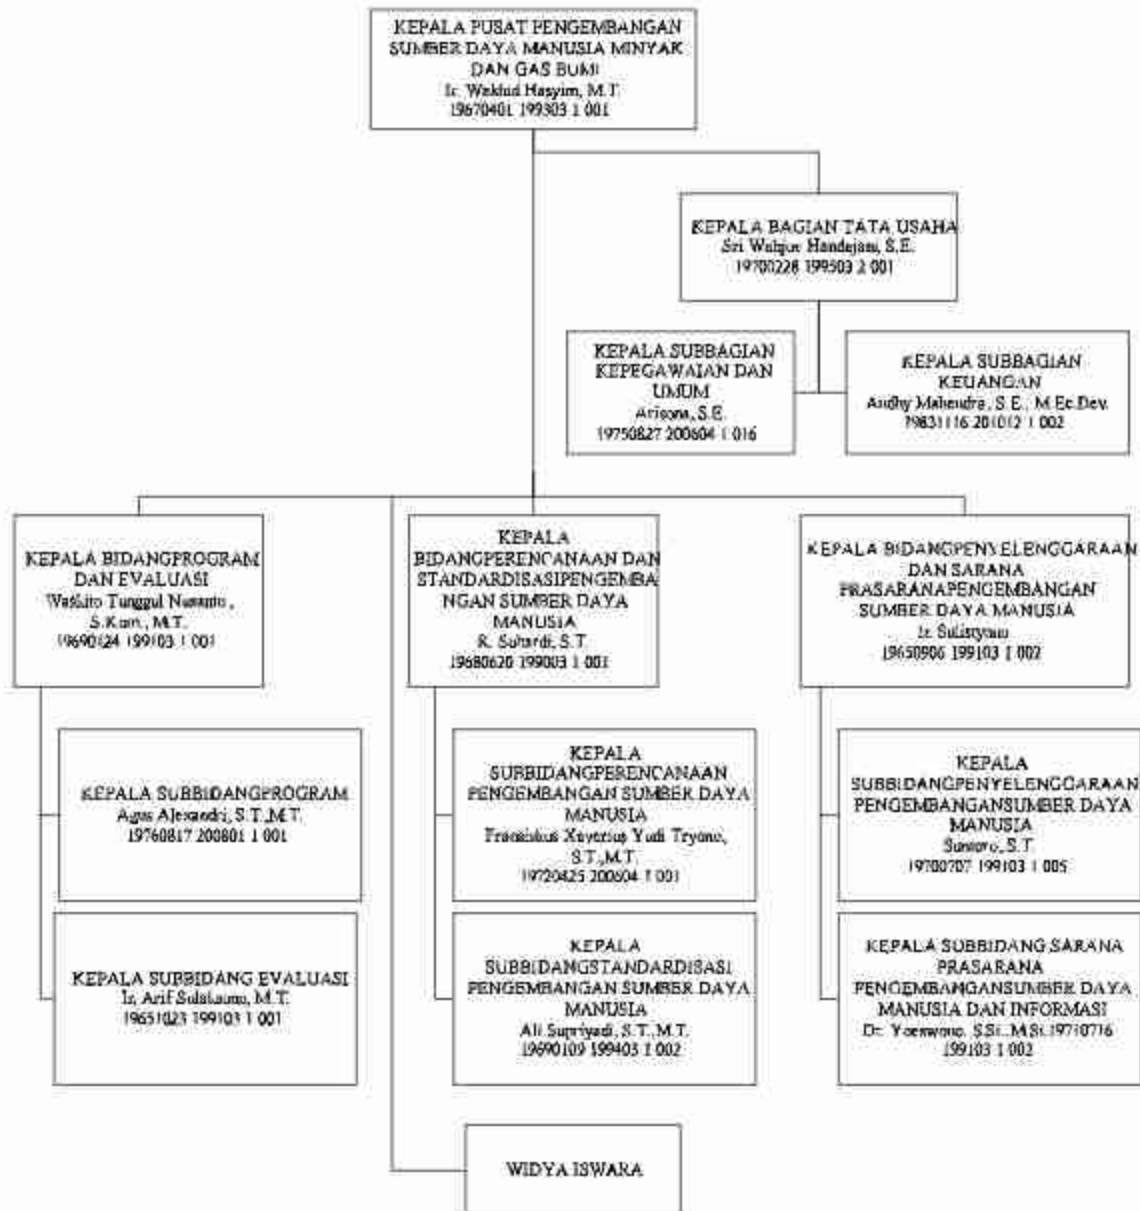 KEPALA PUSAT PENGEMBANGAN
SUMBER DAYA MANUSIA MINYAK
DAN GAS BUMI
Ir. Wakhid Hasyim, M.T.
19670401 199303 1 001
KEPALA BAGIAN TATA USAHA
Sri Wahjue Handajani, S.E.
19700228 199503 2 001
KEPALA SUBBAGIAN
KEPEGAWAIAN DAN
UMUM
Arisona, S.E.
19750827 200604 1 016
KEPALA SUBBAGIAN
KEUANGAN
Andhy Mahendra, S.E., M.Ec.Dev.
19831116 201012 1 002
KEPALA BIDANGPROGRAM
DAN EVALUASI
Waskito Tunggul Nusanto,
S.Kom., M.T.
19690124 199103 1 001
KEPALA
BIDANGPERENCANAAN DAN
STANDARDISASIPENGEMBA
NGAN SUMBER DAYA
MANUSIA
R. Suhardi, S.T.
19680620 199003 1 001
KEPALA BIDANGPENYELENGGARAAN
DAN SARANA
PRASARANAPENGEMBANGAN
SUMBER DAYA MANUSIA
Ir. Sulistyono
19650906 199103 1 002
KEPALA SUBBIDANGPROGRAM
Agus Alexandri, S.T.,M.T.
19760817 200801 1 001
KEPALA
SUBBIDANGPERENCANAAN
PENGEMBANGAN SUMBER DAYA
MANUSIA
Fransiskus Xaverius Yudi Tryono,
S.T.,M.T.
19720825 200604 1 001
KEPALA
SUBBIDANGPENYELENGGARAAN
PENGEMBANGANSUMBER DAYA
MANUSIA
S.T.
19700707 199103 1 005
KEPALA SUBBIDANG EVALUASI
Ir. Arif Sulaksono, M.T.
19651023 199103 1 001
KEPALA
SUBBIDANGSTANDARDISASI
PENGEMBANGAN SUMBER DAYA
MANUSIA
Ali Supriyadi, S.T.,M.T.
19690109 199403 1 002
KEPALA SUBBIDANG SARANA
PRASARANA
PENGEMBANGANSUMBER DAYA
MANUSIA DAN INFORMASI
Dr. Yoeswono, S.Si., M.Si.19710716
199103 1 002
WIDYA ISWARA